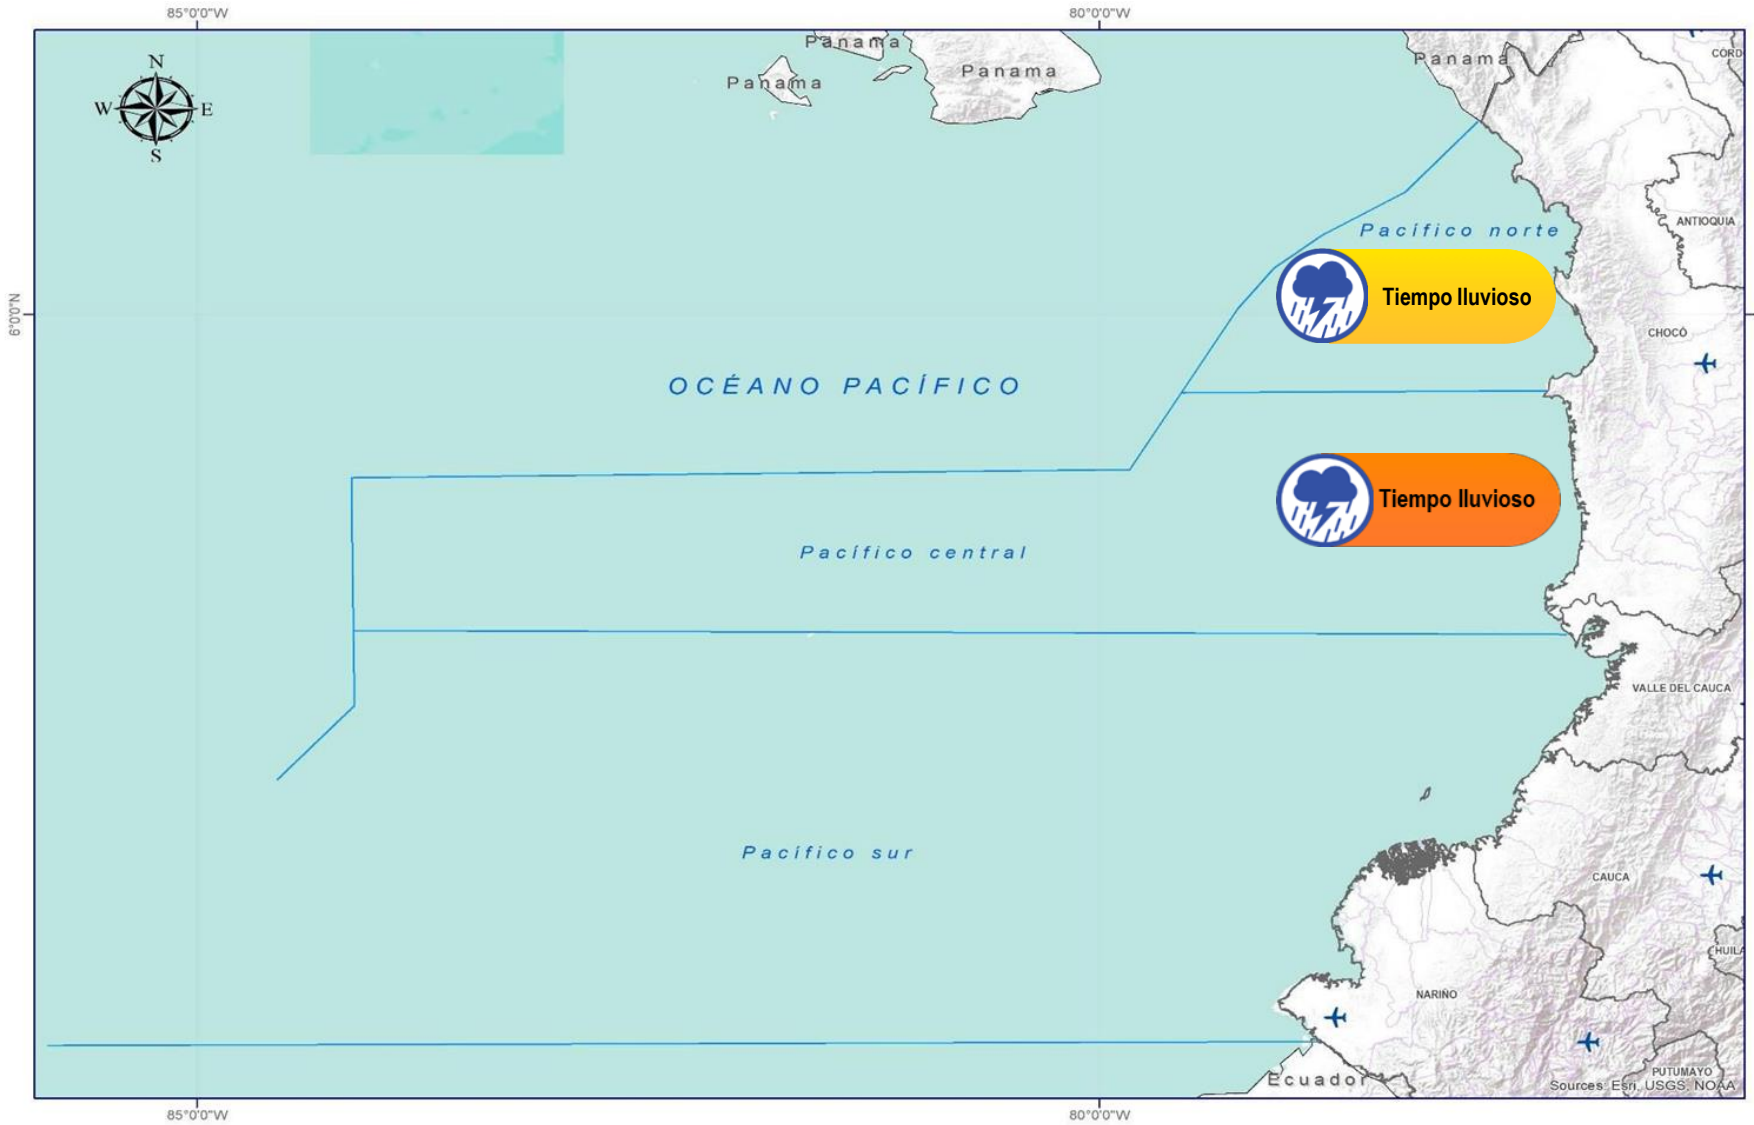 85°0'0"W
80°0'0"W
N
W
E
S
Panama
Panama
Panama
Panama
CÓRD
ANTIOQUIA
Pacífico norte
Tiempo lluvioso
6°0'0"N
CHOCÓ
OCÉANO PACÍFICO
Tiempo lluvioso
Pacífico central
VALLE DEL CAUCA
Pacífico sur
CAUCA
HUILA
NARIÑO
PUTUMAYO
Ecuador
Sources: Esri, USGS, NOAA
85°0'0"W
80°0'0"W